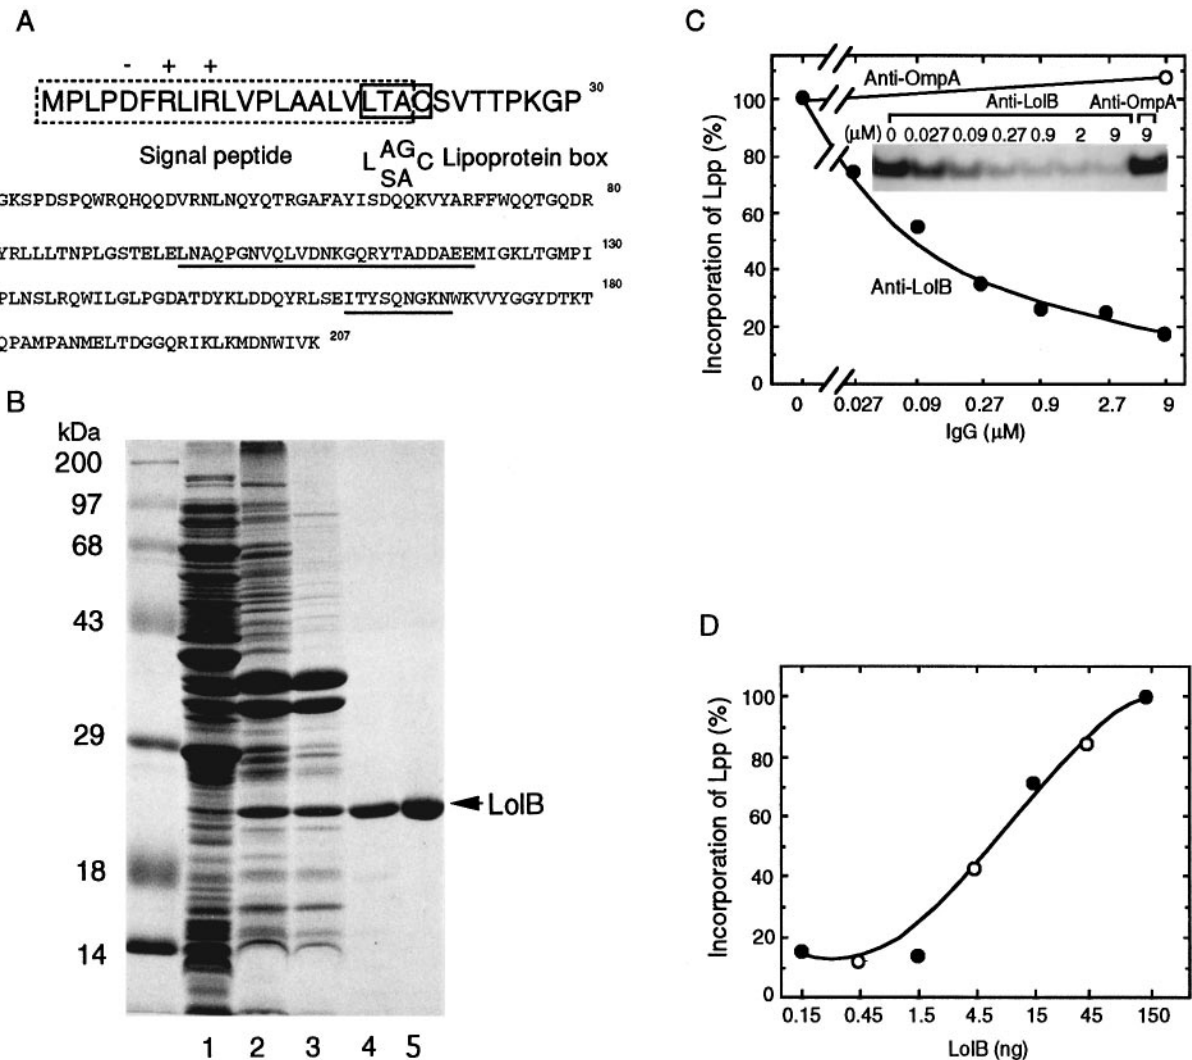 A
- + +
MPLPDFRLIRLVPLAALVLTACSVTTPKGP 30
Signal peptide
L AG C Lipoprotein box
SA
GKSPDSPQWRQHQQDVRNLNQYQTRGAFAYISDQQKVYARFFWQQTGQDR 80
YRLLLTNPLGSTELELNAQPGNVQLVDNKGQRYTADDAEEMIGKLTGMPI 130
PLNSLRQWILGLPGDATDYKLDDQYRLSEITYSQNGKNWKVVYGGYDTKT 180
QPAMPANMELTDGGQRIKLKMDNWIVK 207
B
kDa
200
97
68
43
29
18
14
LolB
1 2 3 4 5
C
Incorporation of Lpp (%)
100
80
60
40
20
0
Anti-OmpA
Anti-LolB Anti-OmpA
(μM) 0 0.027 0.09 0.27 0.9 2 9 9
Anti-LolB
0 0.027 0.09 0.27 0.9 2.7 9
IgG (μM)
D
Incorporation of Lpp (%)
100
80
60
40
20
0
0.15 0.45 1.5 4.5 15 45 150
LolB (ng)